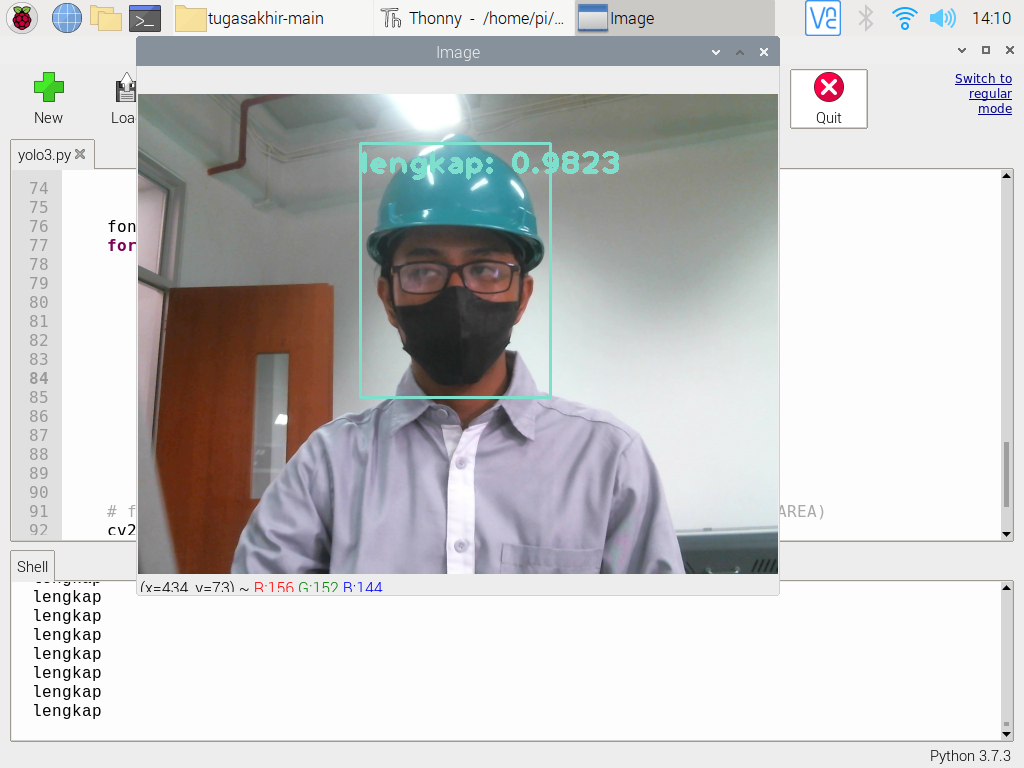 tugasakhir-main
Thonny - /home/pi/...
Image
14:10
Image
New
Loa
Quit
Switch to
regular
mode
yolo3.py
lengkap: 0.9823
74
75
76 fon
77 for
78
79
80
81
82
83
84
85
86
87
88
89
90
91 # f AREA)
92 cv2
(x=434, y=73) ~ R:156 G:152 B:144
Shell
lengkap
lengkap
lengkap
lengkap
lengkap
lengkap
lengkap
lengkap
Python 3.7.3